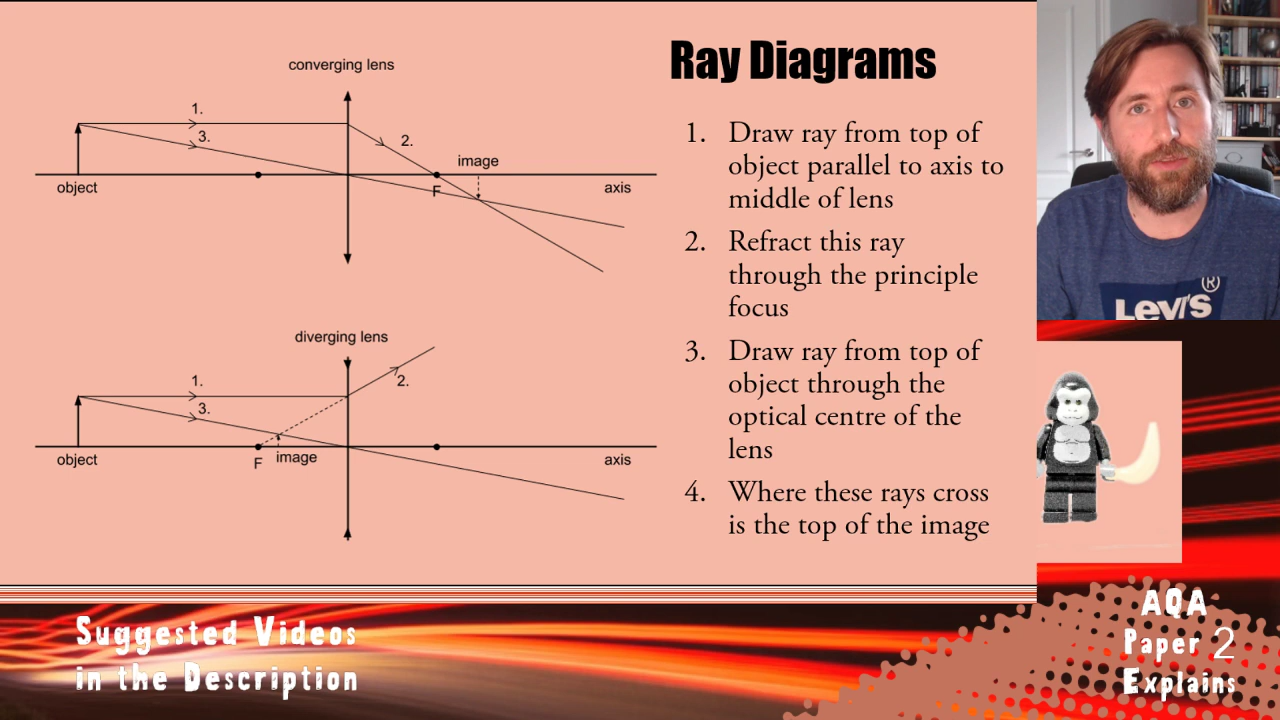 Ray Diagrams
1. Draw ray from top of
object parallel to axis to
middle of lens
2. Refract this ray
through the principle
focus
3. Draw ray from top of
object through the
optical centre of the
lens
4. Where these rays cross
is the top of the image
converging lens
1.
3.
2.
image
object
F
axis
diverging lens
1.
2.
3.
object
F
image
axis
Levi's
®
Suggested Videos
in the Description
AQA
Paper 2
Explains